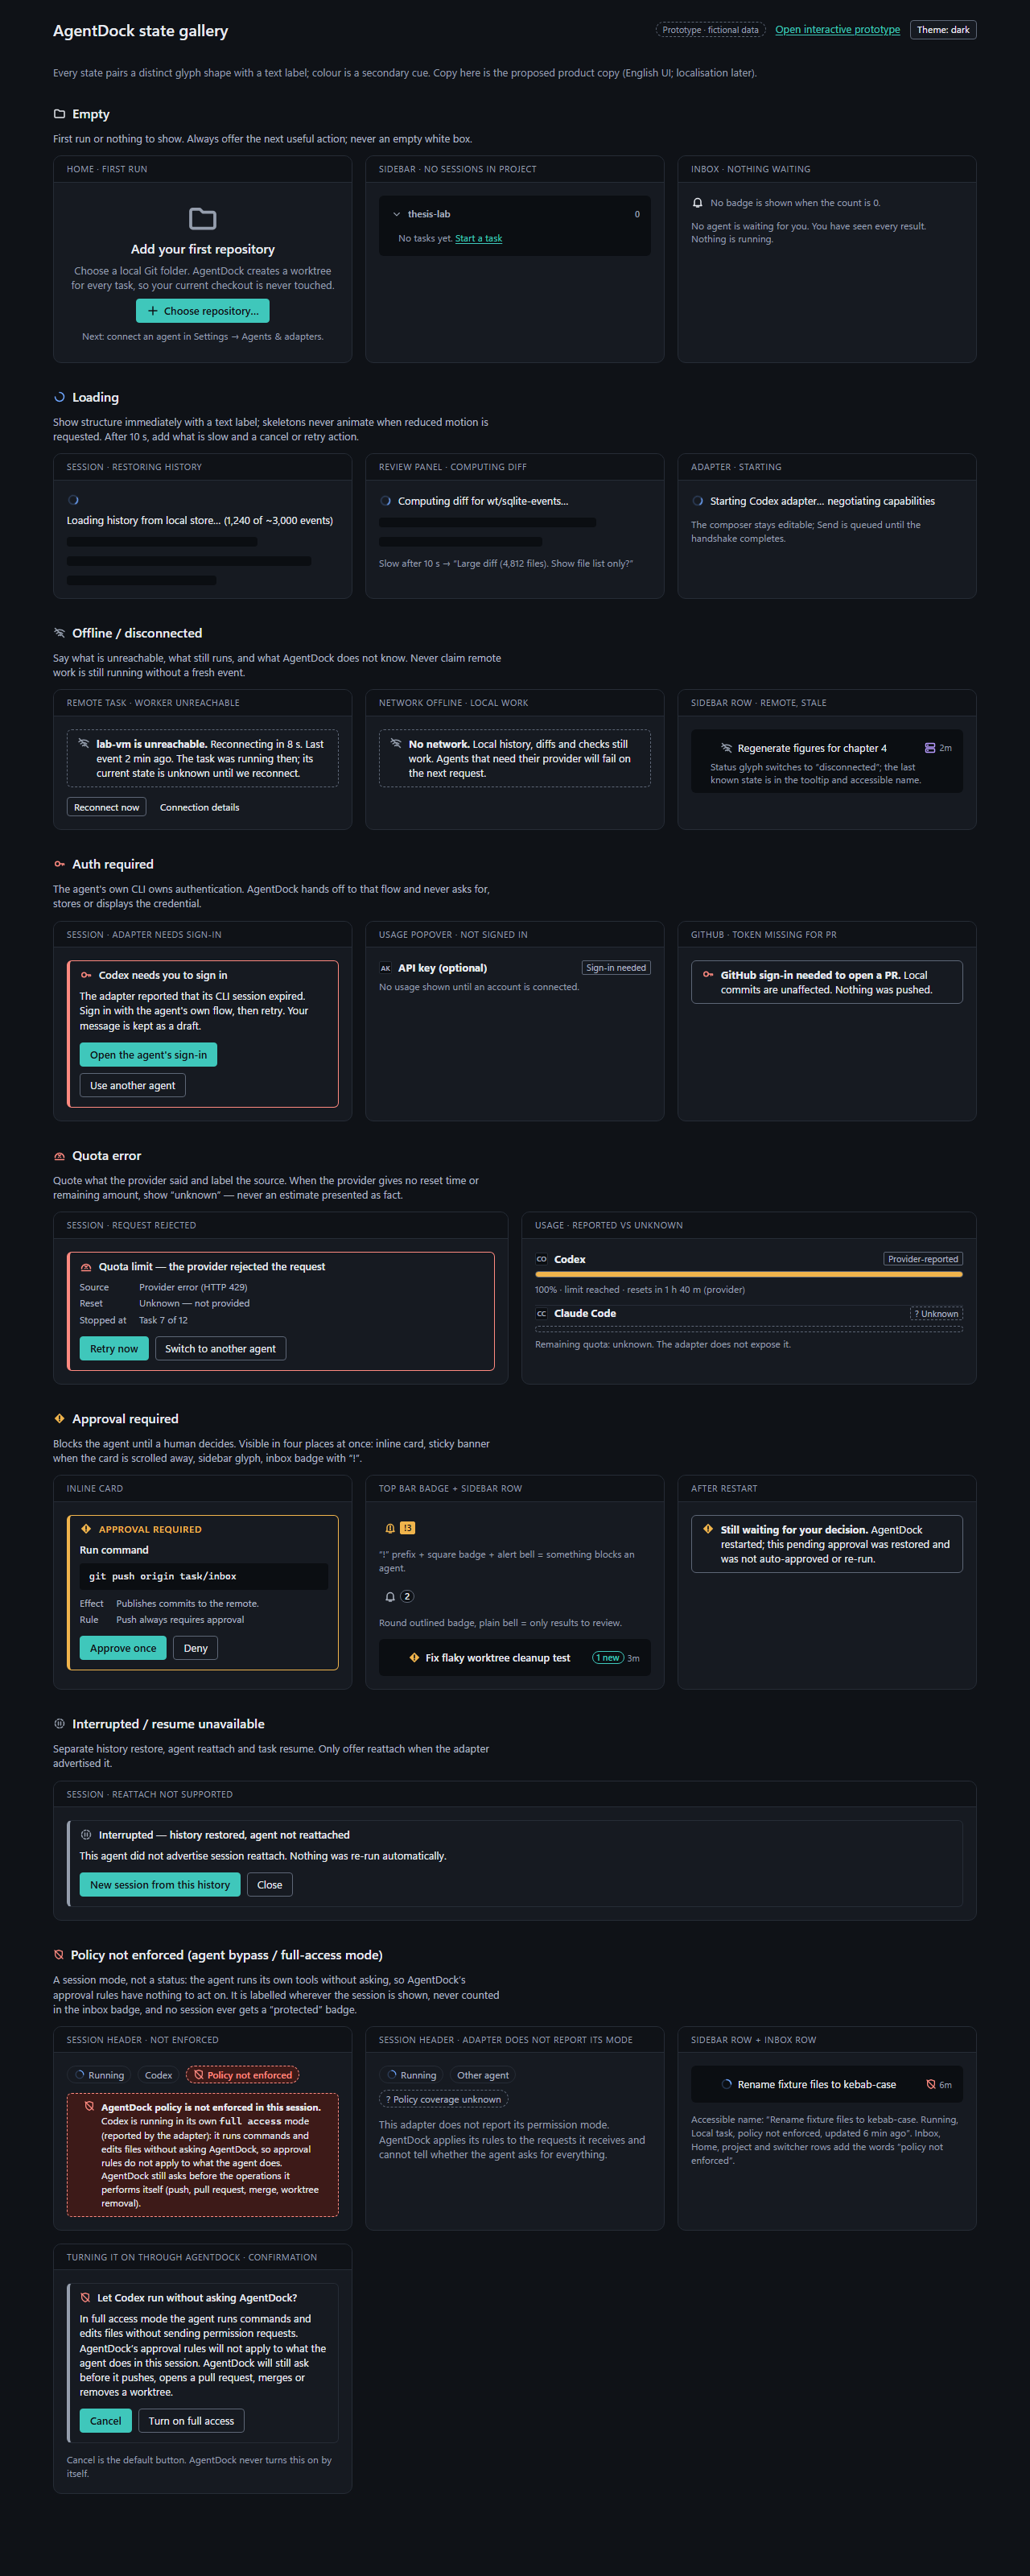 AgentDock state gallery
Prototype · fictional data
Open interactive prototype
Theme: dark
Every state pairs a distinct glyph shape with a text label; colour is a secondary cue. Copy here is the proposed product copy (English UI; localisation later).
Empty
First run or nothing to show. Always offer the next useful action; never an empty white box.
HOME · FIRST RUN
Add your first repository
Choose a local Git folder. AgentDock creates a worktree
for every task, so your current checkout is never touched.
Choose repository...
Next: connect an agent in Settings → Agents & adapters.
SIDEBAR · NO SESSIONS IN PROJECT
thesis-lab 0
No tasks yet. Start a task
INBOX · NOTHING WAITING
No badge is shown when the count is 0.
No agent is waiting for you. You have seen every result.
Nothing is running.
Loading
Show structure immediately with a text label; skeletons never animate when reduced motion is
requested. After 10 s, add what is slow and a cancel or retry action.
SESSION · RESTORING HISTORY
Loading history from local store... (1,240 of ~3,000 events)
REVIEW PANEL · COMPUTING DIFF
Computing diff for wt/sqlite-events...
Slow after 10 s → “Large diff (4,812 files). Show file list only?”
ADAPTER · STARTING
Starting Codex adapter... negotiating capabilities
The composer stays editable; Send is queued until the
handshake completes.
Offline / disconnected
Say what is unreachable, what still runs, and what AgentDock does not know. Never claim remote
work is still running without a fresh event.
REMOTE TASK · WORKER UNREACHABLE
lab-vm is unreachable. Reconnecting in 8 s. Last
event 2 min ago. The task was running then; its
current state is unknown until we reconnect.
Reconnect now
Connection details
NETWORK OFFLINE · LOCAL WORK
No network. Local history, diffs and checks still
work. Agents that need their provider will fail on
the next request.
SIDEBAR ROW · REMOTE, STALE
Regenerate figures for chapter 4 2m
Status glyph switches to “disconnected”; the last
known state is in the tooltip and accessible name.
Auth required
The agent's own CLI owns authentication. AgentDock hands off to that flow and never asks for,
stores or displays the credential.
SESSION · ADAPTER NEEDS SIGN-IN
Codex needs you to sign in
The adapter reported that its CLI session expired.
Sign in with the agent's own flow, then retry. Your
message is kept as a draft.
Open the agent's sign-in
Use another agent
USAGE POPOVER · NOT SIGNED IN
AK API key (optional) Sign-in needed
No usage shown until an account is connected.
GITHUB · TOKEN MISSING FOR PR
GitHub sign-in needed to open a PR. Local
commits are unaffected. Nothing was pushed.
Quota error
Quote what the provider said and label the source. When the provider gives no reset time or
remaining amount, show “unknown” — never an estimate presented as fact.
SESSION · REQUEST REJECTED
Quota limit — the provider rejected the request
Source Provider error (HTTP 429)
Reset Unknown — not provided
Stopped at Task 7 of 12
Retry now
Switch to another agent
USAGE · REPORTED VS UNKNOWN
CO Codex Provider-reported
100% · limit reached · resets in 1 h 40 m (provider)
CC Claude Code ? Unknown
Remaining quota: unknown. The adapter does not expose it.
Approval required
Blocks the agent until a human decides. Visible in four places at once: inline card, sticky banner
when the card is scrolled away, sidebar glyph, inbox badge with “!”.
INLINE CARD
APPROVAL REQUIRED
Run command
git push origin task/inbox
Effect Publishes commits to the remote.
Rule Push always requires approval
Approve once
Deny
TOP BAR BADGE + SIDEBAR ROW
!3
“!” prefix + square badge + alert bell = something blocks an
agent.
2
Round outlined badge, plain bell = only results to review.
Fix flaky worktree cleanup test 1 new 3m
AFTER RESTART
Still waiting for your decision. AgentDock
restarted; this pending approval was restored and
was not auto-approved or re-run.
Interrupted / resume unavailable
Separate history restore, agent reattach and task resume. Only offer reattach when the adapter
advertised it.
SESSION · REATTACH NOT SUPPORTED
Interrupted — history restored, agent not reattached
This agent did not advertise session reattach. Nothing was re-run automatically.
New session from this history
Close
Policy not enforced (agent bypass / full-access mode)
A session mode, not a status: the agent runs its own tools without asking, so AgentDock's
approval rules have nothing to act on. It is labelled wherever the session is shown, never counted
in the inbox badge, and no session ever gets a “protected” badge.
SESSION HEADER · NOT ENFORCED
Running
Codex
Policy not enforced
AgentDock policy is not enforced in this session.
Codex is running in its own full access mode
(reported by the adapter): it runs commands and
edits files without asking AgentDock, so approval
rules do not apply to what the agent does.
AgentDock still asks before the operations it
performs itself (push, pull request, merge, worktree
removal).
SESSION HEADER · ADAPTER DOES NOT REPORT ITS MODE
Running
Other agent
? Policy coverage unknown
This adapter does not report its permission mode.
AgentDock applies its rules to the requests it receives and
cannot tell whether the agent asks for everything.
SIDEBAR ROW + INBOX ROW
Rename fixture files to kebab-case 6m
Accessible name: “Rename fixture files to kebab-case. Running,
Local task, policy not enforced, updated 6 min ago”. Inbox,
Home, project and switcher rows add the words “policy not
enforced”.
TURNING IT ON THROUGH AGENTDOCK · CONFIRMATION
Let Codex run without asking AgentDock?
In full access mode the agent runs commands and
edits files without sending permission requests.
AgentDock's approval rules will not apply to what the
agent does in this session. AgentDock will still ask
before it pushes, opens a pull request, merges or
removes a worktree.
Cancel
Turn on full access
Cancel is the default button. AgentDock never turns this on by
itself.